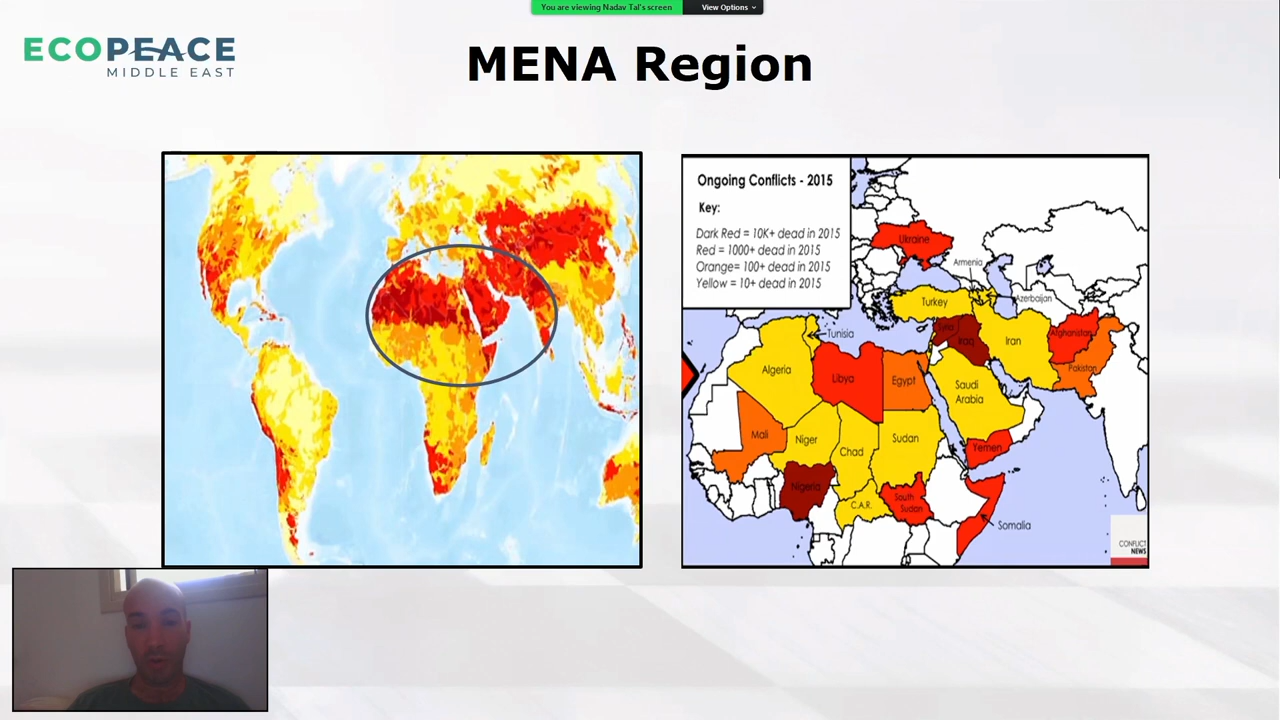 You are viewing Nadav Tal's screen
View Options
ECOPEACE
MIDDLE EAST
MENA Region
Ongoing Conflicts - 2015
Key:
Dark Red = 10K+ dead in 2015
Red = 1000+ dead in 2015
Orange= 100+ dead in 2015
Yellow = 10+ dead in 2015
Ukraine
Armenia
Azerbaijan
Turkey
Tunisia
Syria
Iraq
Iran
Afghanistan
Pakistan
Algeria
Libya
Egypt
Saudi
Arabia
Mali
Niger
Chad
Sudan
Yemen
Nigeria
C.A.R.
South
Sudan
Somalia
CONFLICT
NEWS